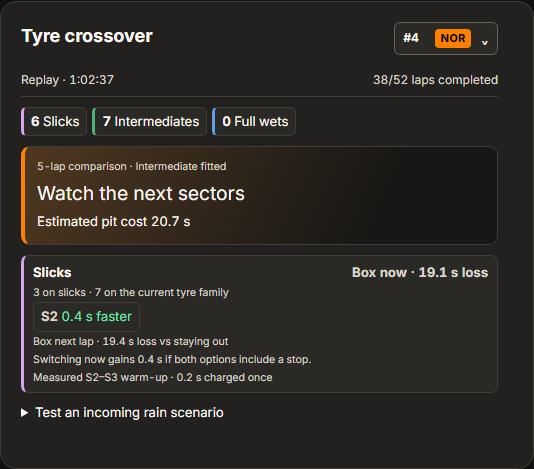 Tyre crossover
#4 NOR
Replay · 1:02:37
38/52 laps completed
6 Slicks
7 Intermediates
0 Full wets
5-lap comparison · Intermediate fitted
Watch the next sectors
Estimated pit cost 20.7 s
Slicks
Box now · 19.1 s loss
3 on slicks · 7 on the current tyre family
S2 0.4 s faster
Box next lap · 19.4 s loss vs staying out
Switching now gains 0.4 s if both options include a stop.
Measured S2–S3 warm-up · 0.2 s charged once
Test an incoming rain scenario